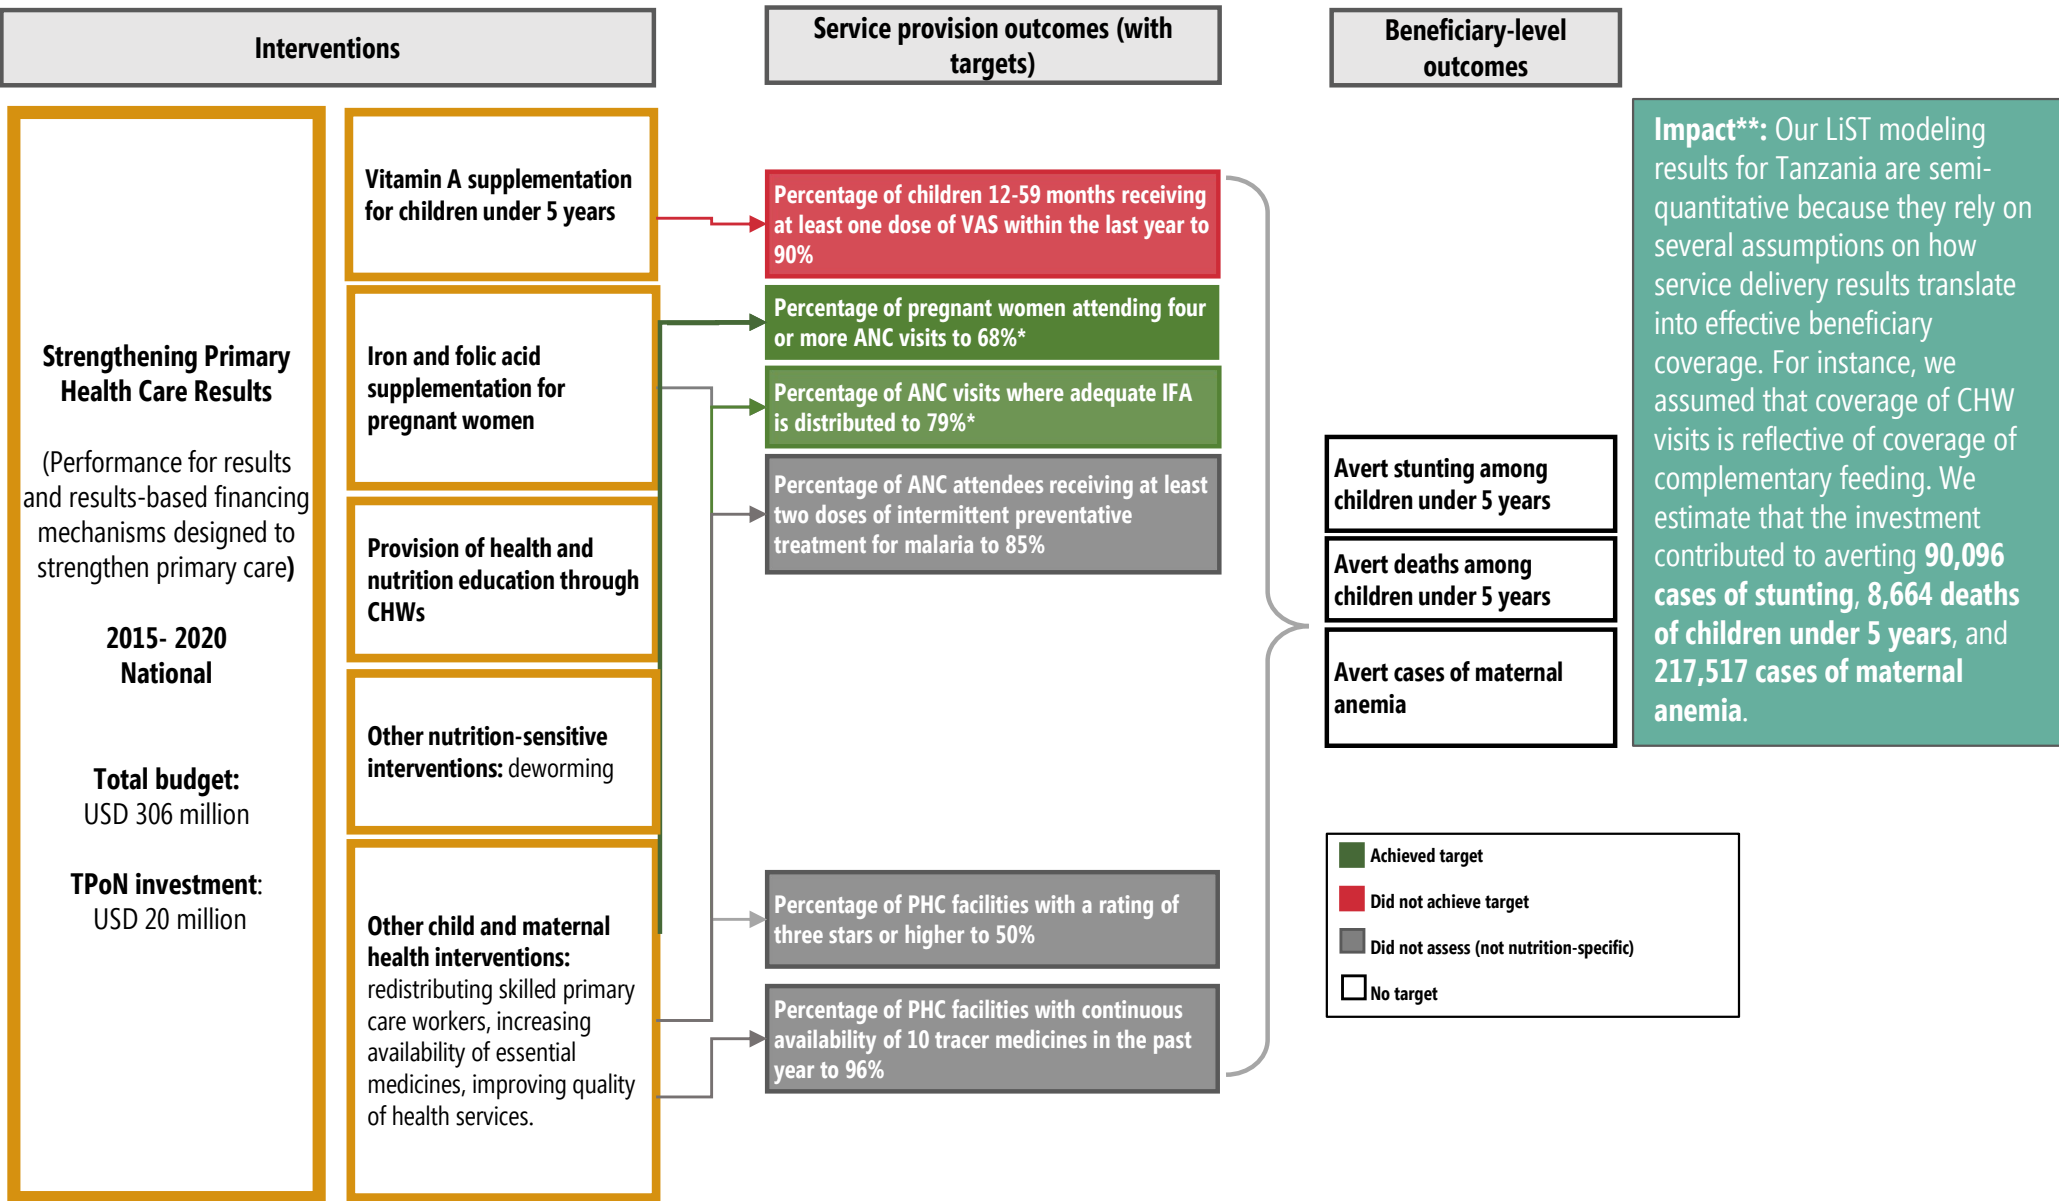 Interventions
Service provision outcomes (with
targets)
Beneficiary-level
outcomes
Strengthening Primary
Health Care Results
(Performance for results
and results-based financing
mechanisms designed to
strengthen primary care)
2015- 2020
National
Total budget:
USD 306 million
TPoN investment:
USD 20 million
Vitamin A supplementation
for children under 5 years
Iron and folic acid
supplementation for
pregnant women
Provision of health and
nutrition education through
CHWs
Other nutrition-sensitive
interventions: deworming
Other child and maternal
health interventions:
redistributing skilled primary
care workers, increasing
availability of essential
medicines, improving quality
of health services.
Percentage of children 12-59 months receiving
at least one dose of VAS within the last year to
90%
Percentage of pregnant women attending four
or more ANC visits to 68%*
Percentage of ANC visits where adequate IFA
is distributed to 79%*
Percentage of ANC attendees receiving at least
two doses of intermittent preventative
treatment for malaria to 85%
Percentage of PHC facilities with a rating of
three stars or higher to 50%
Percentage of PHC facilities with continuous
availability of 10 tracer medicines in the past
year to 96%
Avert stunting among
children under 5 years
Avert deaths among
children under 5 years
Avert cases of maternal
anemia
Impact**: Our LiST modeling
results for Tanzania are semi-
quantitative because they rely on
several assumptions on how
service delivery results translate
into effective beneficiary
coverage. For instance, we
assumed that coverage of CHW
visits is reflective of coverage of
complementary feeding. We
estimate that the investment
contributed to averting 90,096
cases of stunting, 8,664 deaths
of children under 5 years, and
217,517 cases of maternal
anemia.
Achieved target
Did not achieve target
Did not assess (not nutrition-specific)
No target